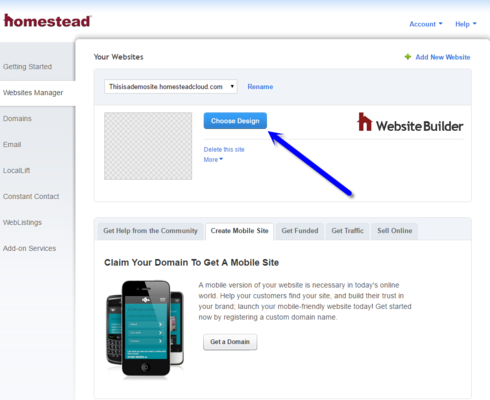 homestead
Account Help
Your Websites
Add New Website
Getting Started
Websites Manager
Domains
Email
LocalLift
Constant Contact
WebListings
Add-on Services
Thisisademosite.homesteadcloud.com Rename
Choose Design
Delete this site
More
h WebsiteBuilder
Get Help from the Community Create Mobile Site Get Funded Get Traffic Sell Online
Claim Your Domain To Get A Mobile Site
A mobile version of your website is necessary in today's online
world. Help your customers find your site, and build their trust in
your brand; launch your mobile-friendly website today! Get started
now by registering a custom domain name.
Get a Domain